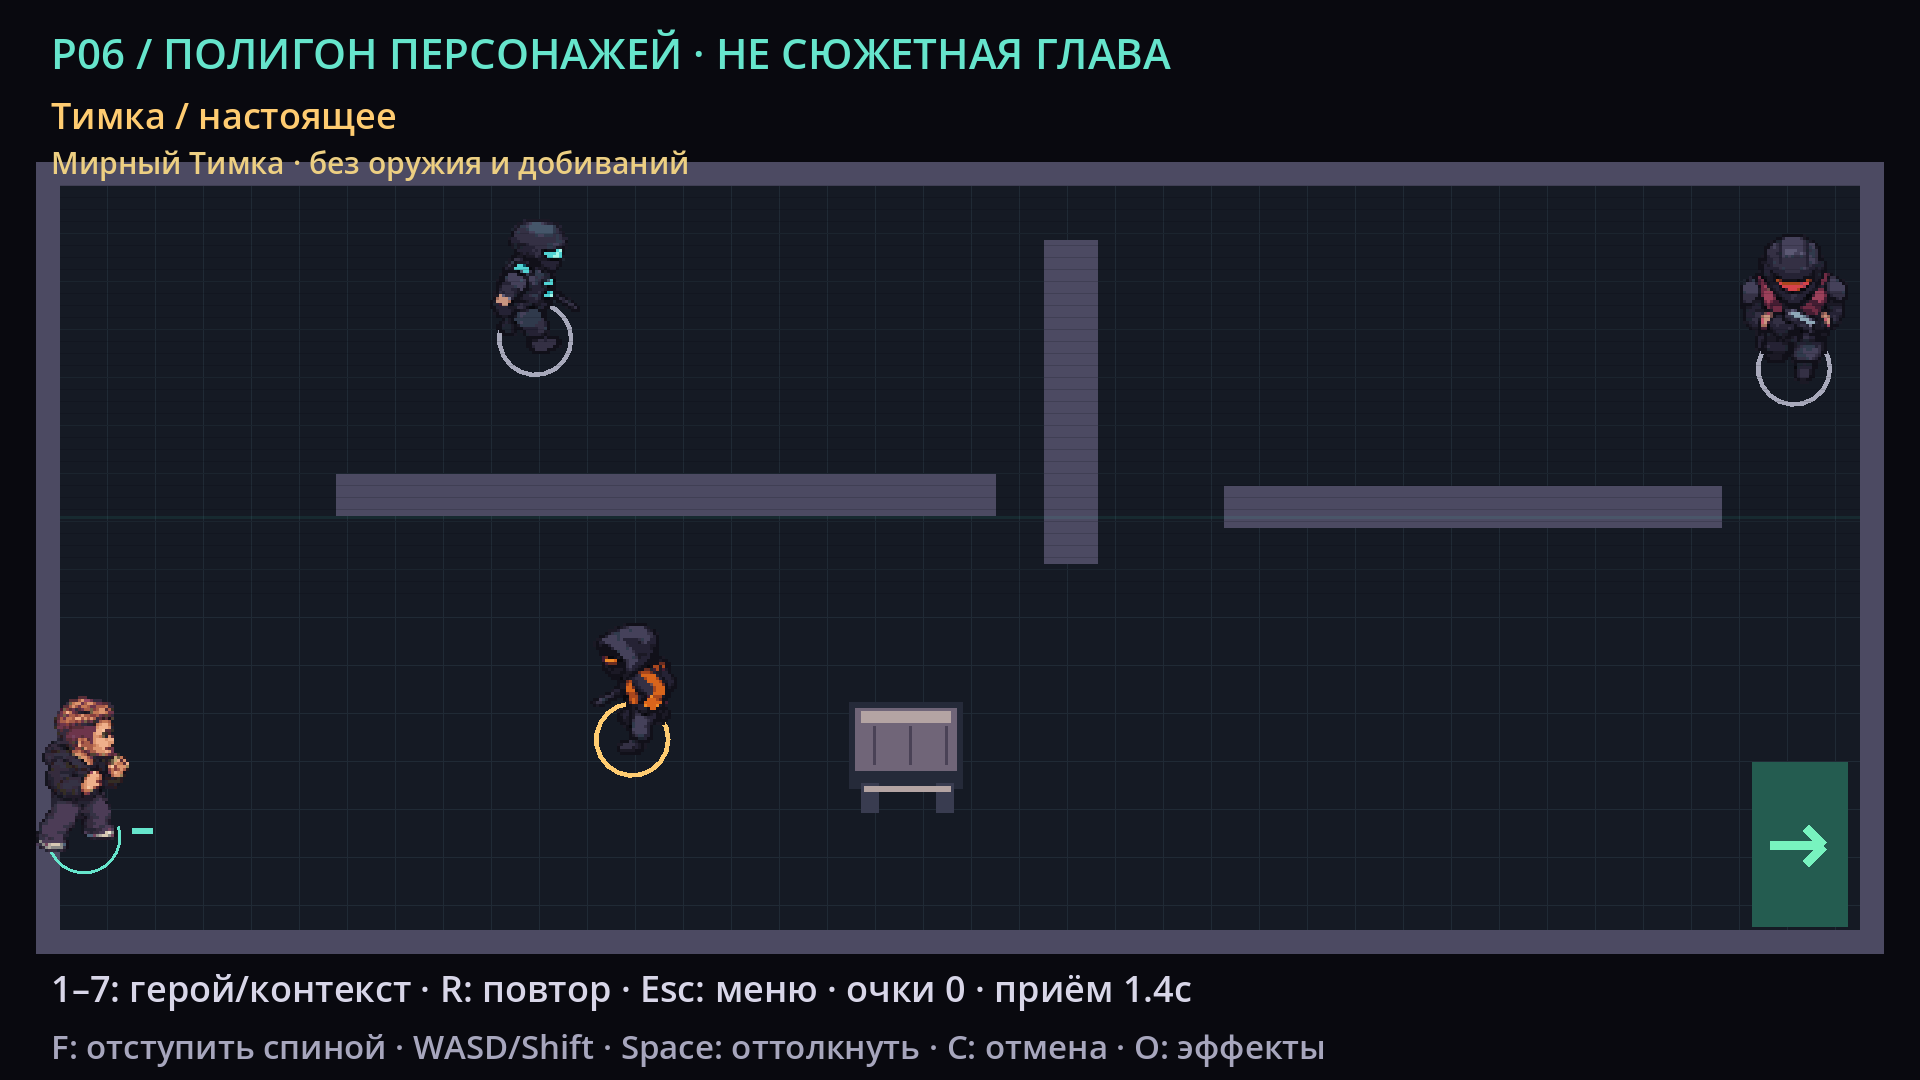 P06 / ПОЛИГОН ПЕРСОНАЖЕЙ · НЕ СЮЖЕТНАЯ ГЛАВА
Тимка / настоящее
Мирный Тимка · без оружия и добиваний
1–7: герой/контекст · R: повтор · Esc: меню · очки 0 · приём 1.4с
F: отступить спиной · WASD/Shift · Space: оттолкнуть · C: отмена · O: эффекты